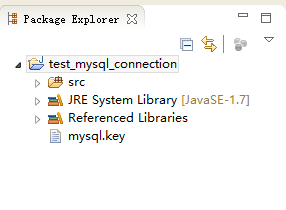 Package Explorer
test_mysql_connection
src
JRE System Library [JavaSE-1.7]
Referenced Libraries
mysql.key